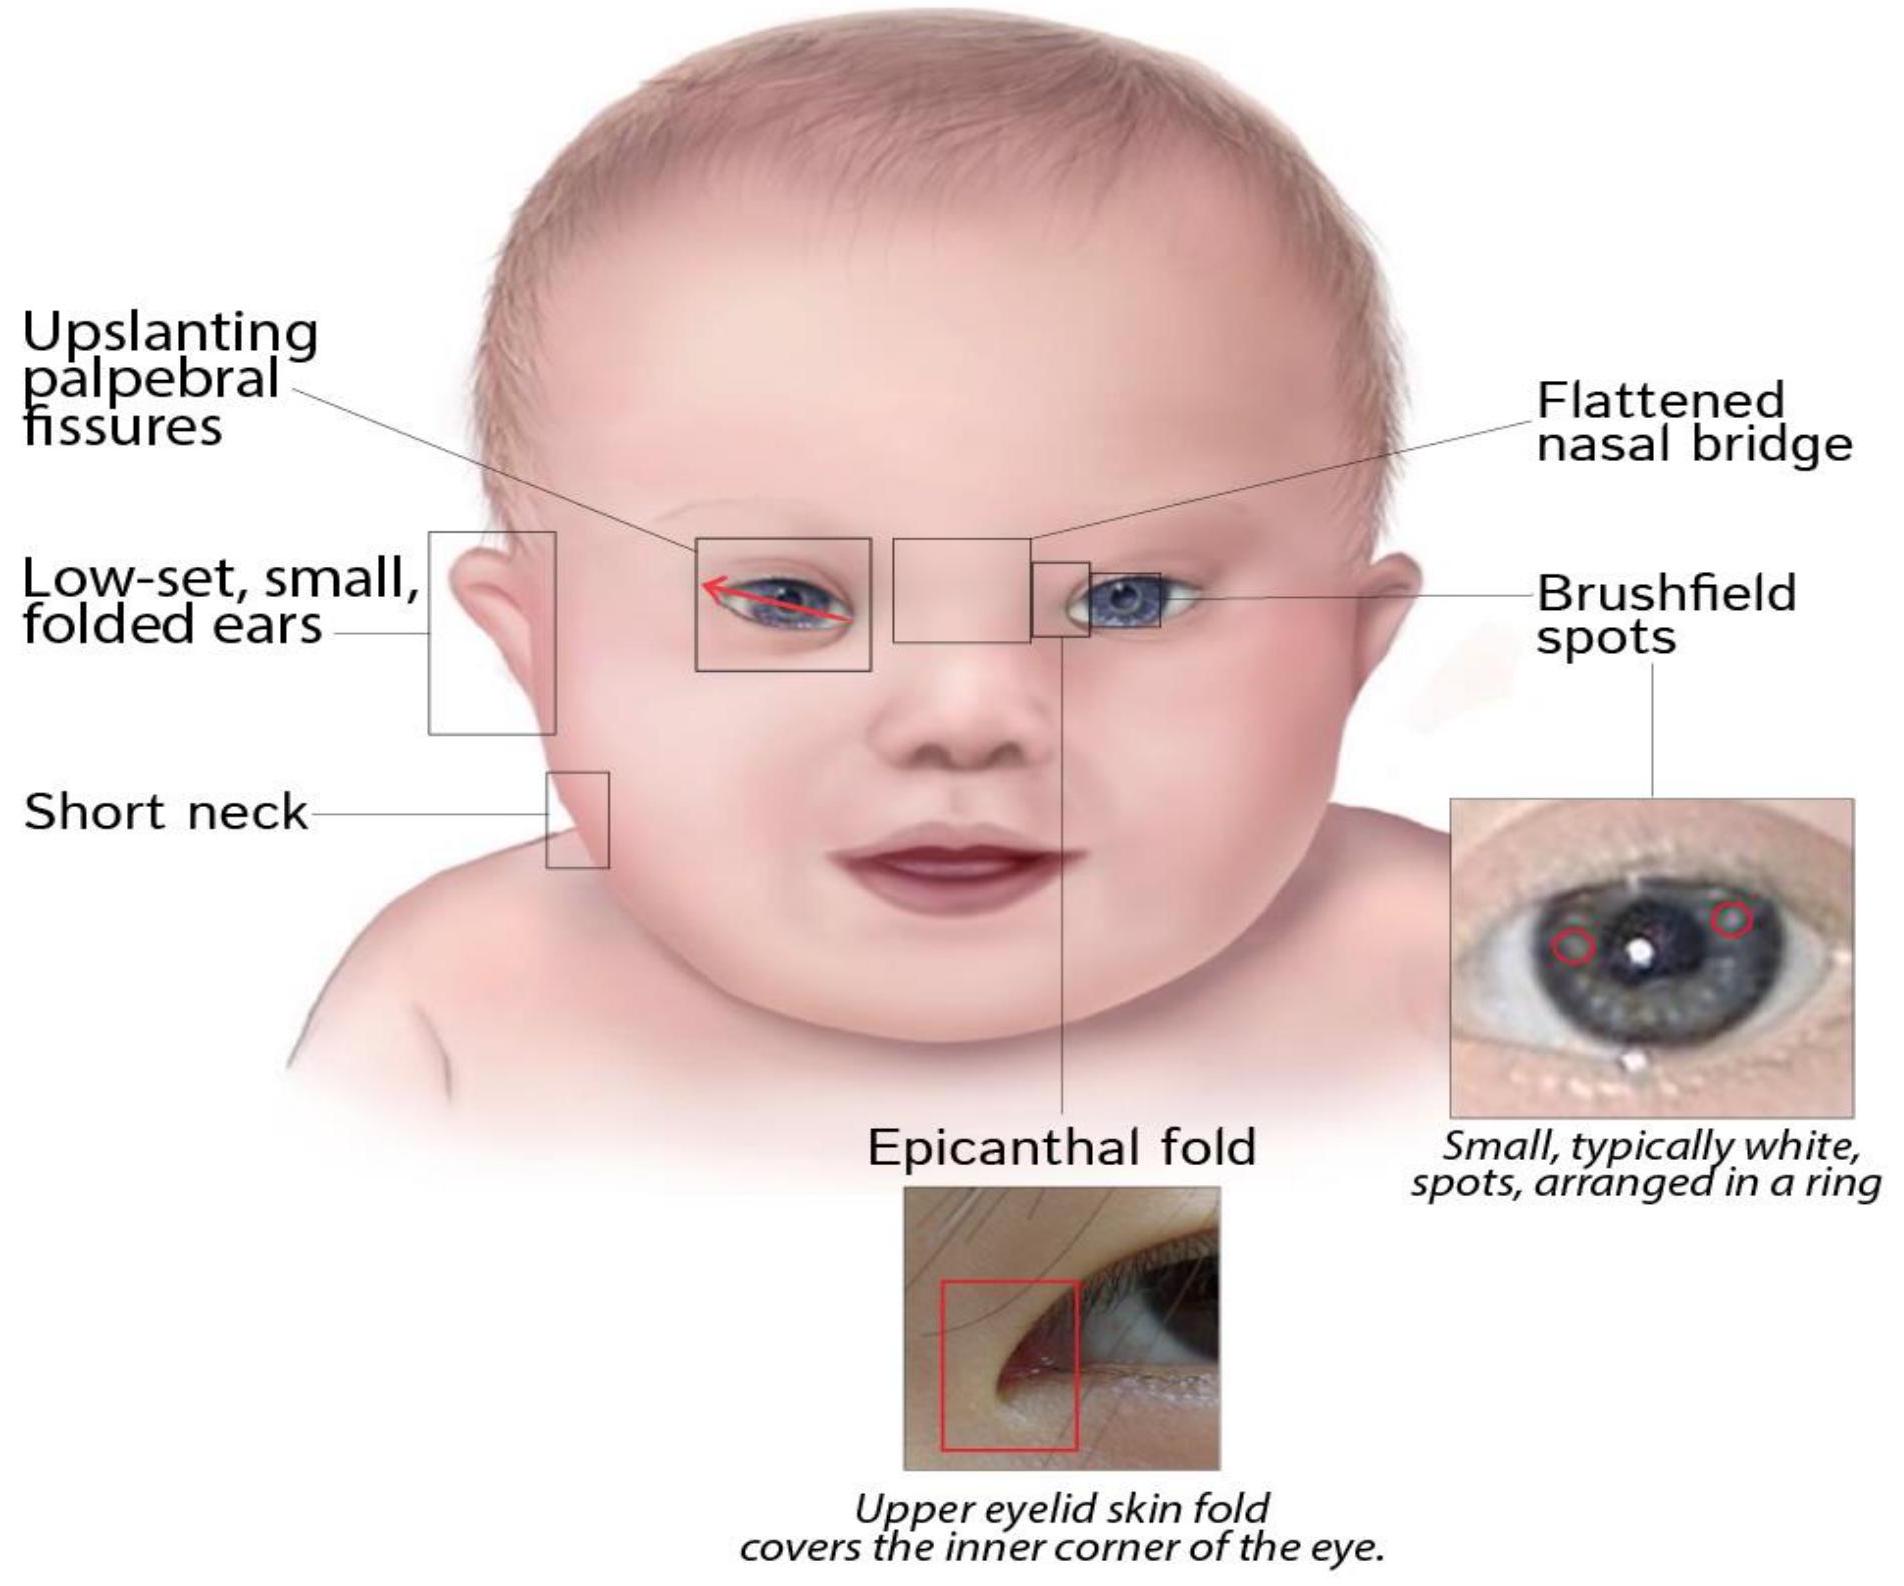 Upslanting
palpebral
fissures
Flattened
nasal bridge
Low-set, small,
folded ears
Brushfield
spots
Short neck
Epicanthal fold
Small, typically white,
spots, arranged in a ring
Upper eyelid skin fold
covers the inner corner of the eye.